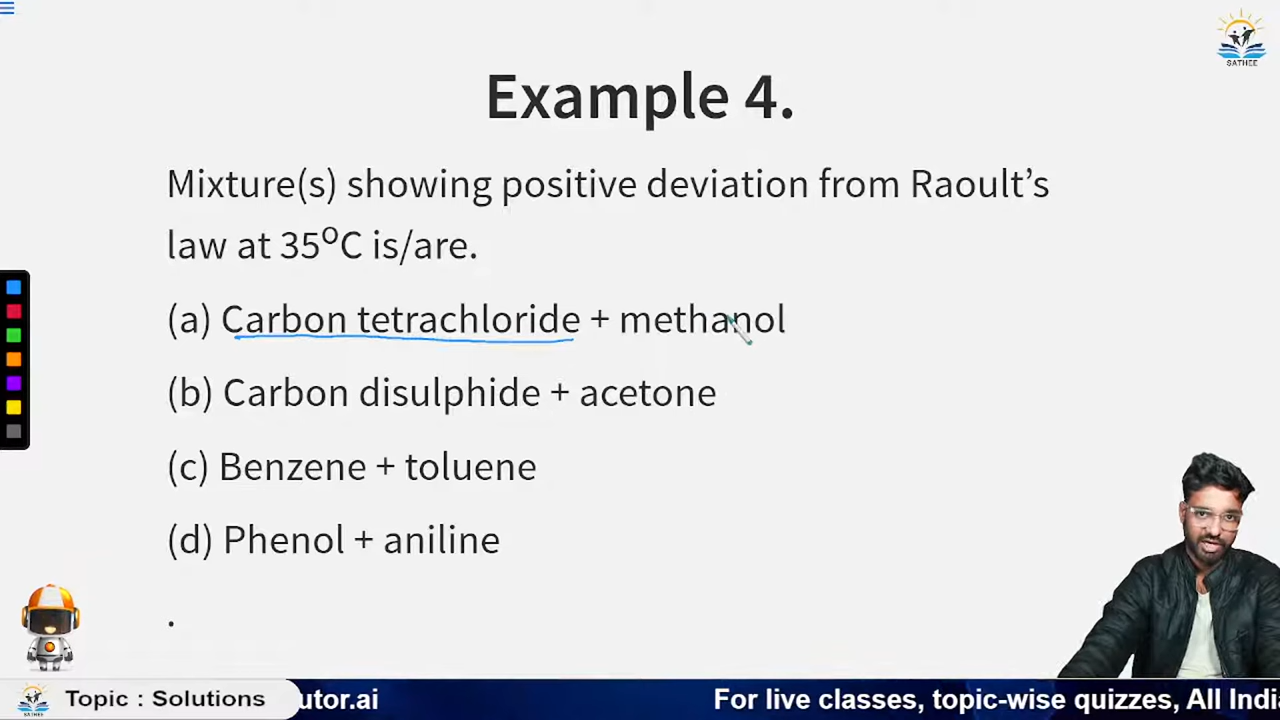 SATHEE
Example 4.
Mixture(s) showing positive deviation from Raoult’s
law at 35ºC is/are.
(a) Carbon tetrachloride + methanol
(b) Carbon disulphide + acetone
(c) Benzene + toluene
(d) Phenol + aniline
.
SATHEE
Topic : Solutions
utor.ai
For live classes, topic-wise quizzes, All Indi